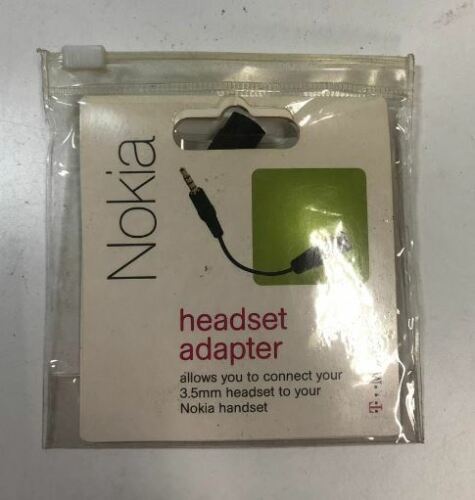 Nokia
headset
adapter
allows you to connect your
3.5mm headset to your
Nokia handset
T··M